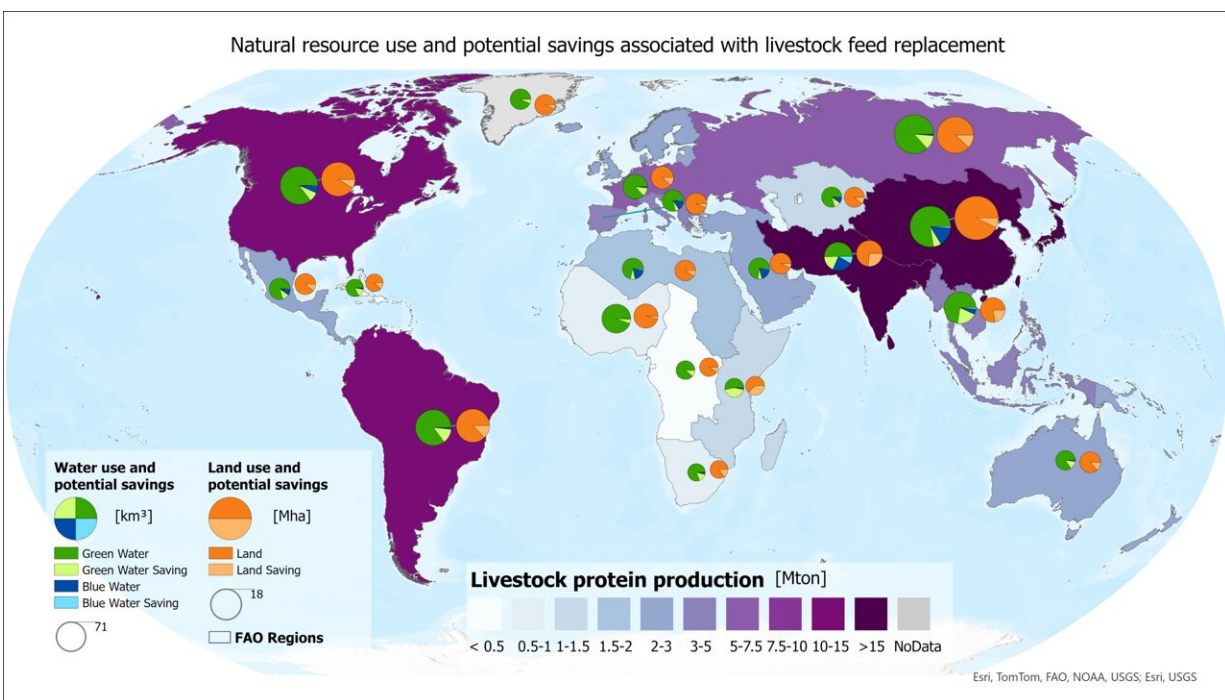 Natural resource use and potential savings associated with livestock feed replacement
Water use and
potential savings
[km³]
Green Water
Green Water Saving
Blue Water
Blue Water Saving
71
Land use and
potential savings
[Mha]
Land
Land Saving
18
FAO Regions
Livestock protein production [Mton]
< 0.5 0.5-1 1-1.5 1.5-2 2-3 3-5 5-7.5 7.5-10 10-15 >15 NoData
Esri, TomTom, FAO, NOAA, USGS; Esri, USGS